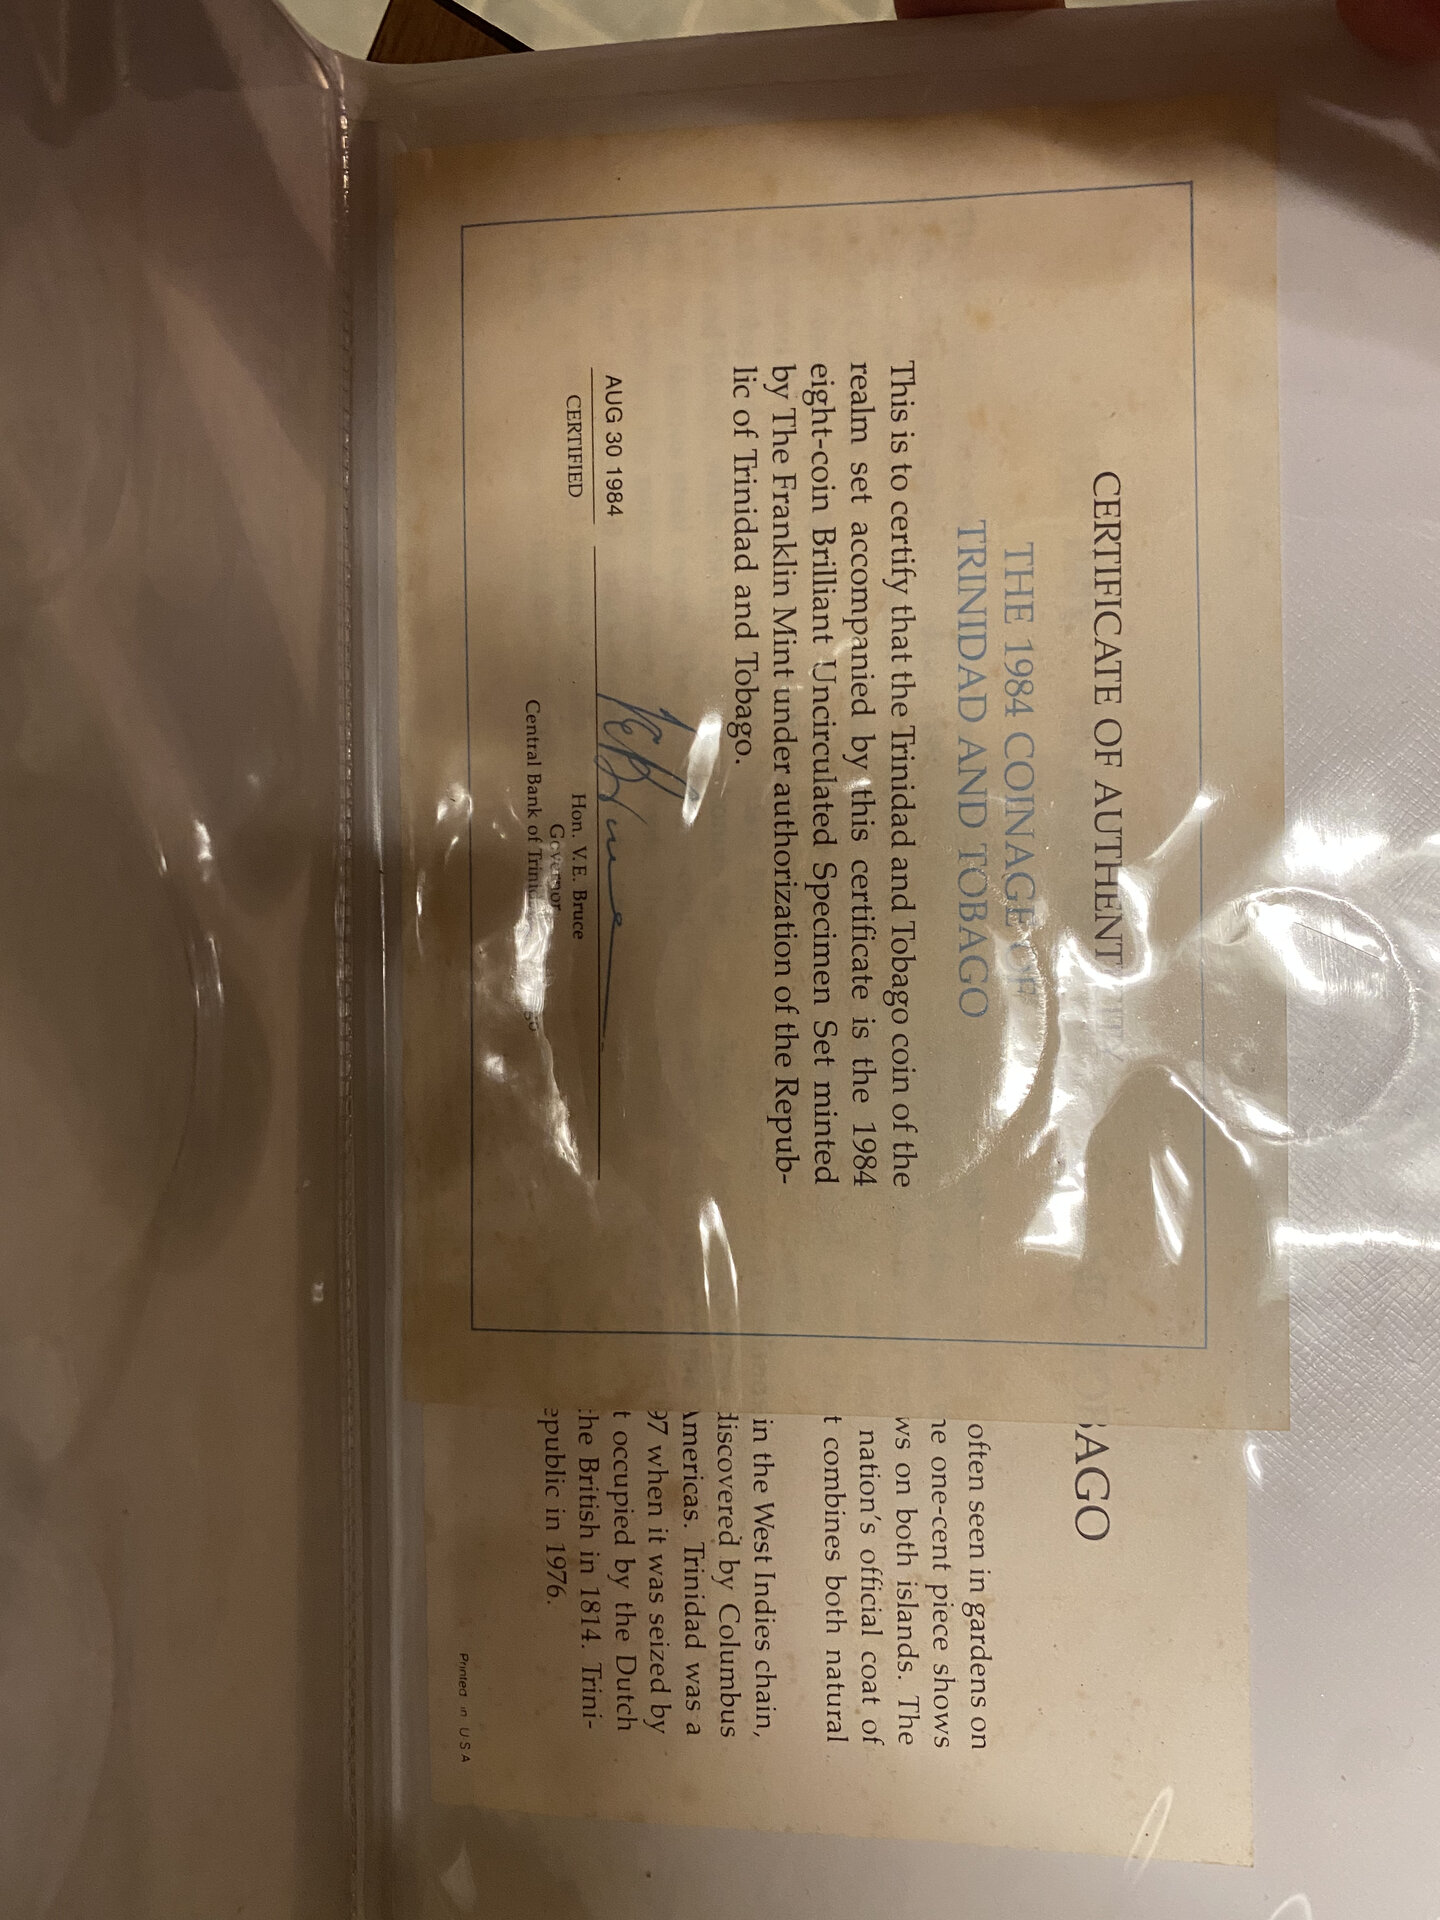 CERTIFICATE OF AUTHENTICITY
THE 1984 COINAGE OF
TRINIDAD AND TOBAGO
This is to certify that the Trinidad and Tobago coin of the
realm set accompanied by this certificate is the 1984
eight-coin Brilliant Uncirculated Specimen Set minted
by The Franklin Mint under authorization of the Repub-
lic of Trinidad and Tobago.
AUG 30 1984
CERTIFIED
VEBruce
Hon. V.E. Bruce
Governor
Central Bank of
BAGO
often seen in gardens on
one-cent piece shows
on both islands. The
nation's official coat of
combines both natural
in the West Indies chain,
discovered by Columbus
Americas. Trinidad was a
97 when it was seized by
occupied by the Dutch
the British in 1814. Trini-
epublic in 1976.
Printed in USA